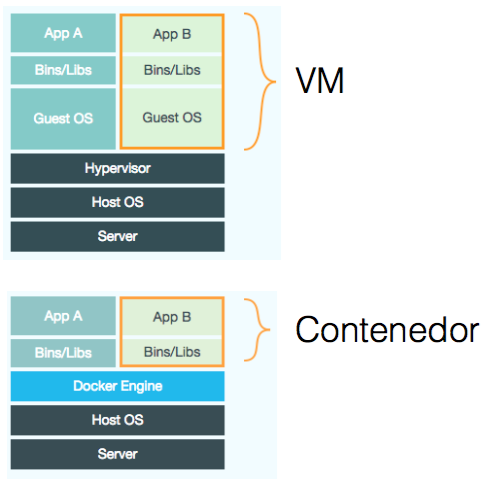 App A App B
Bins/Libs Bins/Libs
Guest OS Guest OS
VM
Hypervisor
Host OS
Server
App A App B
Bins/Libs Bins/Libs
Contenedor
Docker Engine
Host OS
Server